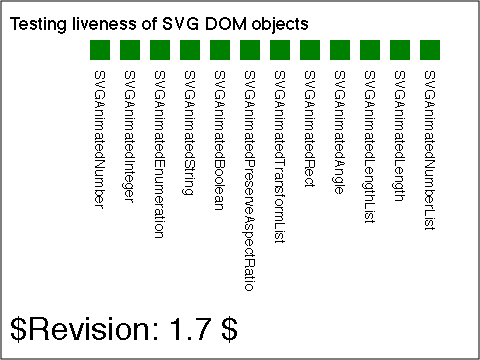 Testing liveness of SVG DOM objects
SVGAnimatedNumber
SVGAnimatedInteger
SVGAnimatedEnumeration
SVGAnimatedString
SVGAnimatedBoolean
SVGAnimatedPreserveAspectRatio
SVGAnimatedTransformList
SVGAnimatedRect
SVGAnimatedAngle
SVGAnimatedLengthList
SVGAnimatedLength
SVGAnimatedNumberList
$Revision: 1.7 $